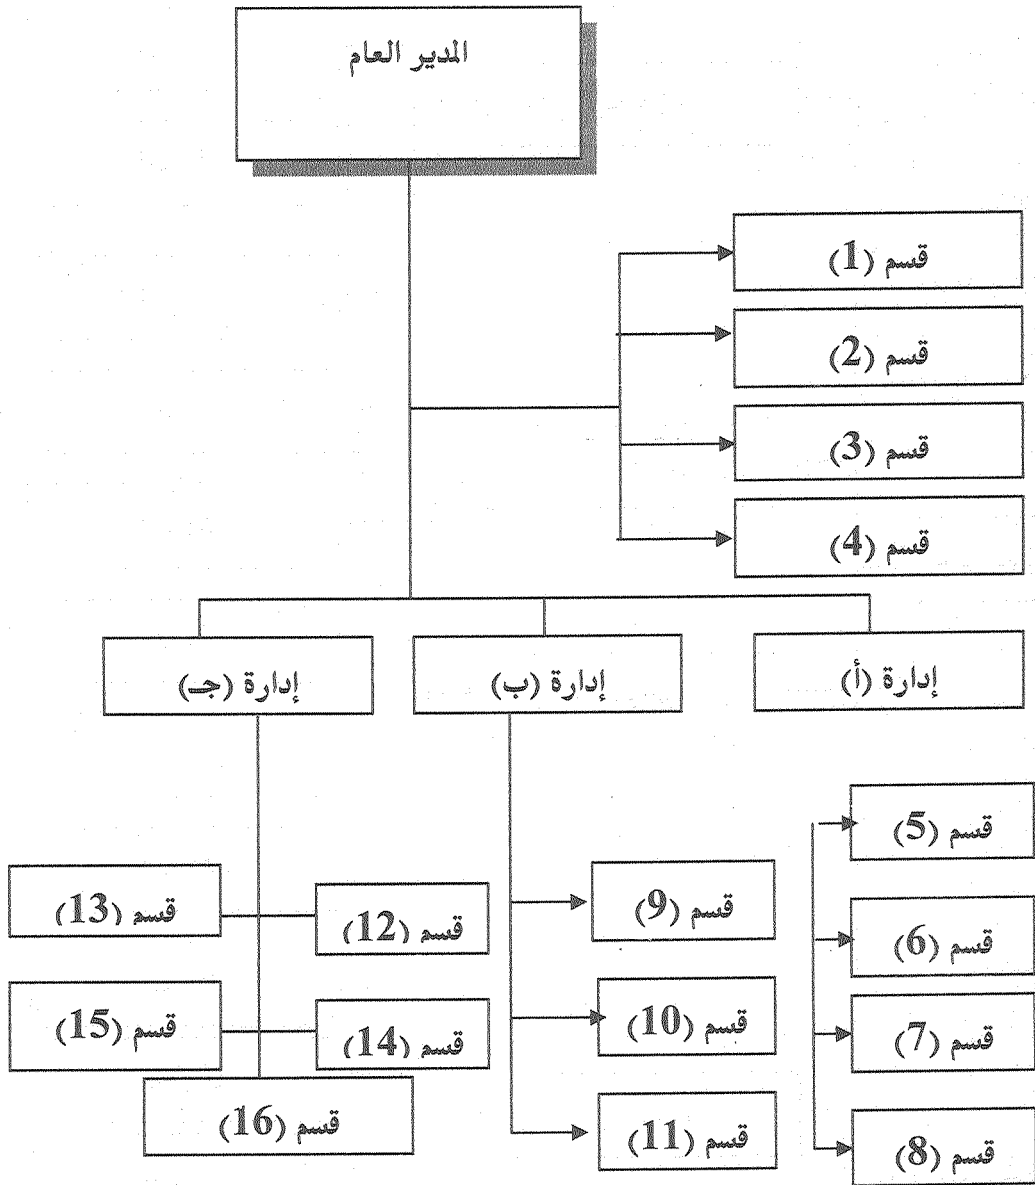 المدير العام
قسم (1)
قسم (2)
قسم (3)
قسم (4)
إدارة (أ)
إدارة (ب)
إدارة (جـ)
قسم (5)
قسم (6)
قسم (7)
قسم (8)
قسم (9)
قسم (10)
قسم (11)
قسم (12)
قسم (13)
قسم (14)
قسم (15)
قسم (16)